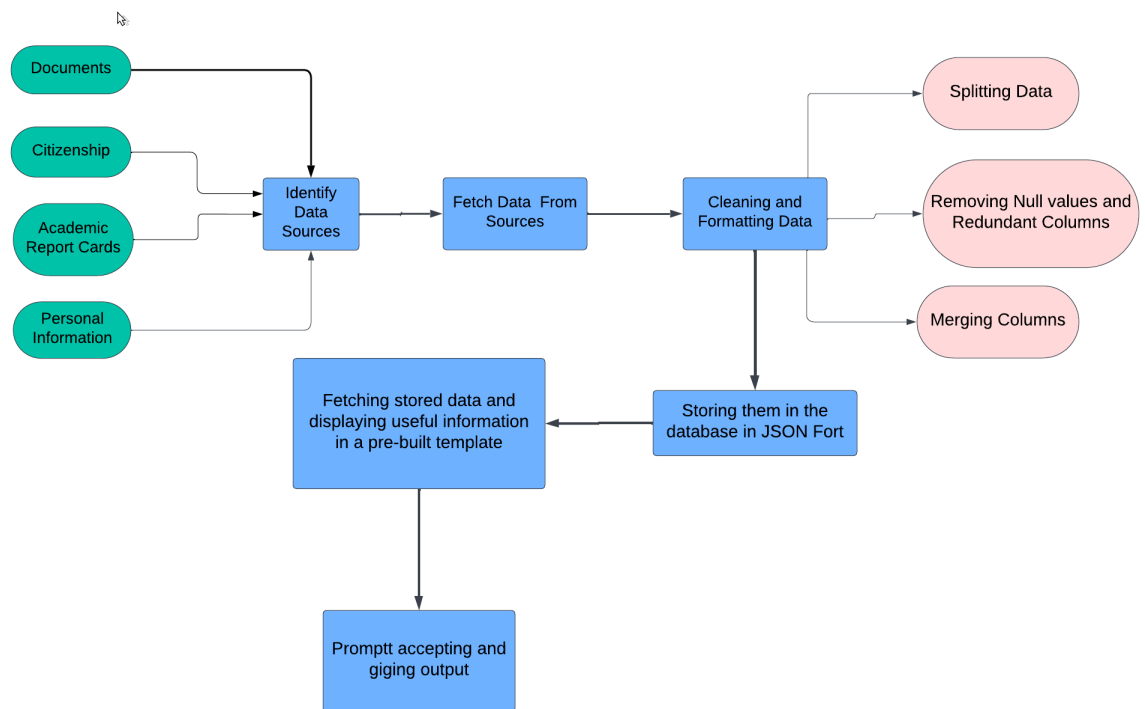 Documents
Citizenship
Academic
Report Cards
Personal
Information
Identify
Data
Sources
Fetch Data From
Sources
Cleaning and
Formatting Data
Splitting Data
Removing Null values and
Redundant Columns
Merging Columns
Storing them in the
database in JSON Fort
Fetching stored data and
displaying useful information
in a pre-built template
Promptt accepting and
giging output